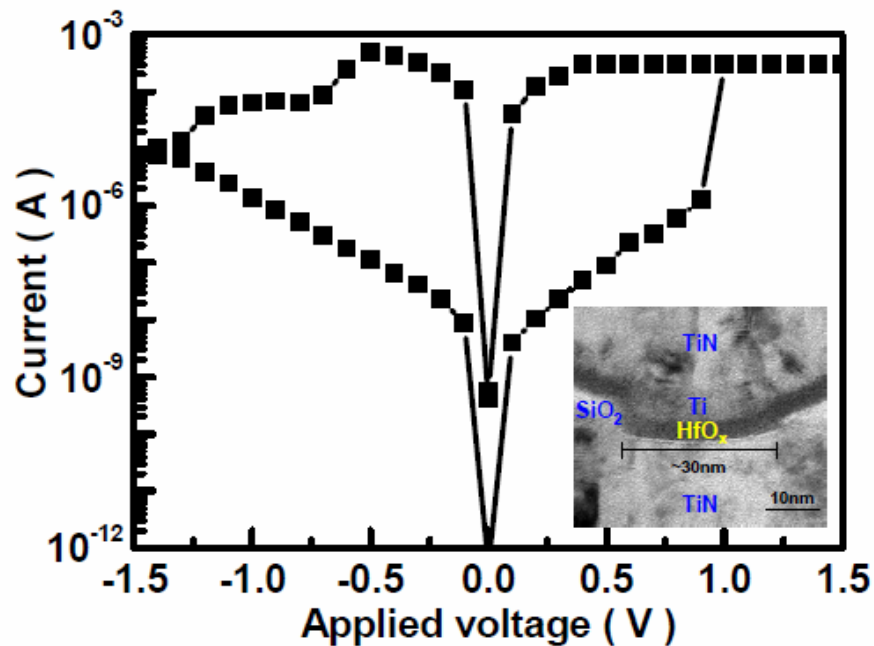 Current ( A )
10⁻³
10⁻⁶
10⁻⁹
10⁻¹²
TiN
SiO₂
Ti
HfOₓ
~30nm
TiN
10nm
-1.5
-1.0
-0.5
0.0
0.5
1.0
1.5
Applied voltage ( V )